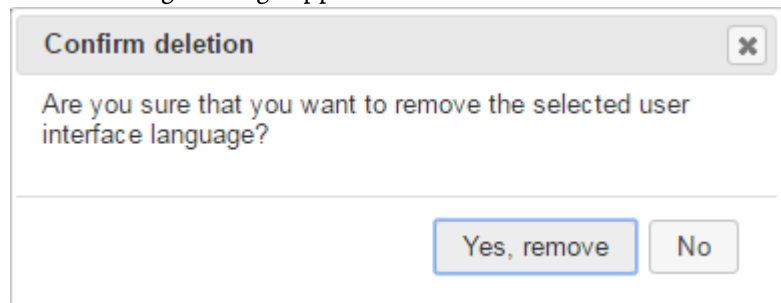 Confirm deletion
Are you sure that you want to remove the selected user
interface language?
Yes, remove
No